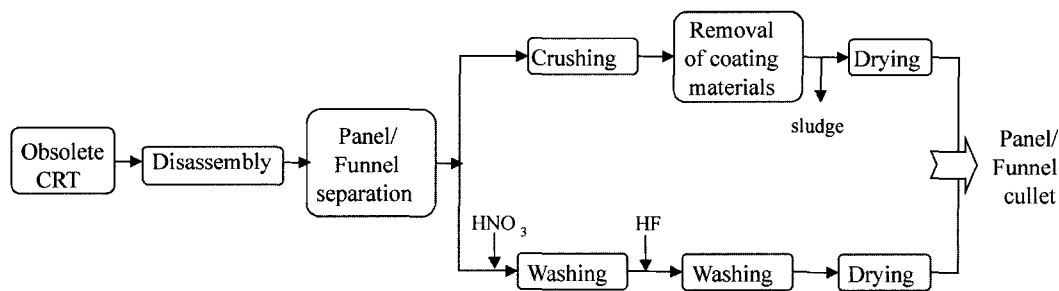 Obsolete
CRT
Disassembly
Panel/
Funnel
separation
Crushing
Removal
of coating
materials
sludge
Drying
HNO₃
Washing
HF
Washing
Drying
Panel/
Funnel
cullet